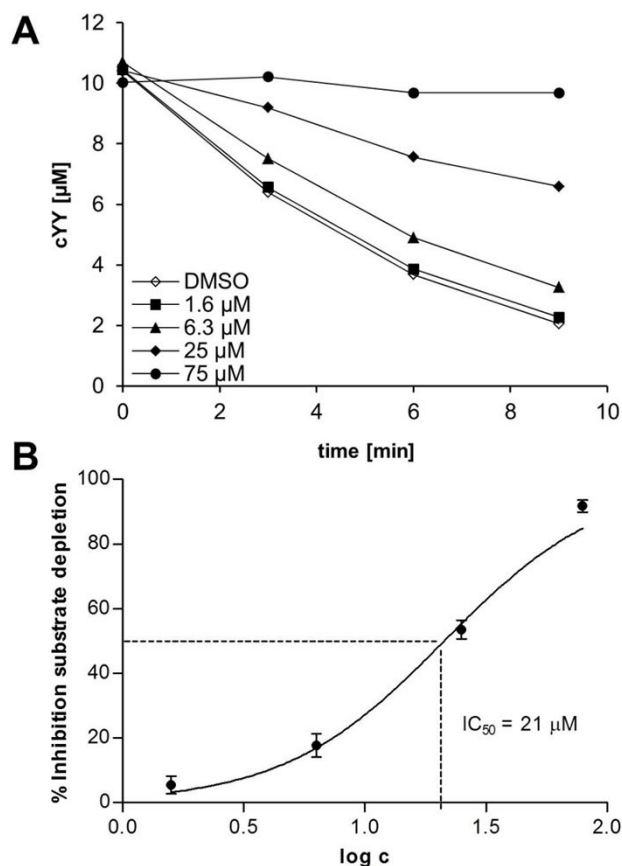 A
12
10
8
6
4
2
0
cYY [µM]
DMSO
1.6 µM
6.3 µM
25 µM
75 µM
0 2 4 6 8 10
time [min]
B
100
80
60
40
20
0
% Inhibition substrate depletion
IC50 = 21 µM
0.0 0.5 1.0 1.5 2.0
log c